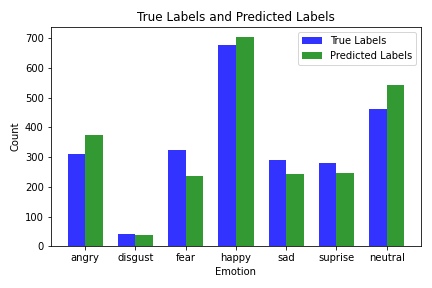 True Labels and Predicted Labels
True Labels
Predicted Labels
Count
700
600
500
400
300
200
100
0
angry disgust fear happy sad suprise neutral
Emotion